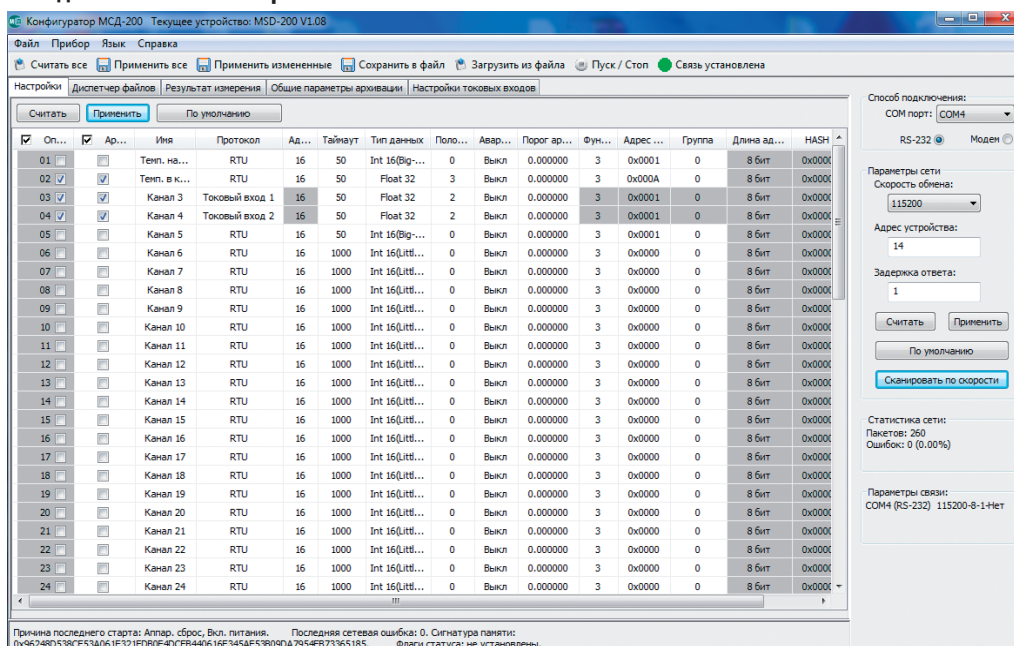 Конфигуратор МСД-200 Текущее устройство: MSD-200 V1.08
Файл Прибор Язык Справка
Считать все Применить все Применить измененные Сохранить в файл Загрузить из файла Пуск / Стоп Связь установлена
Настройки Диспетчер файлов Результат измерения Общие параметры архивации Настройки токовых входов
Считать Применить По умолчанию
Оп... Ар... Имя Протокол Ад... Таймаут Тип данных Поло... Авар... Порог ар... Фун... Адрес ... Группа Длина ад... HASH
01 Темп. на... RTU 16 50 Int 16(Big-... 0 Выкл 0.000000 3 0x0001 0 8 бит 0x000
02 Темп. в к... RTU 16 50 Float 32 3 Выкл 0.000000 3 0x000A 0 8 бит 0x000
03 Канал 3 Токовый вход 1 16 50 Float 32 2 Выкл 0.000000 3 0x0001 0 8 бит 0x000
04 Канал 4 Токовый вход 2 16 50 Float 32 2 Выкл 0.000000 3 0x0001 0 8 бит 0x000
05 Канал 5 RTU 16 50 Int 16(Big-... 0 Выкл 0.000000 3 0x0001 0 8 бит 0x000
06 Канал 6 RTU 16 1000 Int 16(Littl... 0 Выкл 0.000000 3 0x0000 0 8 бит 0x000
07 Канал 7 RTU 16 1000 Int 16(Littl... 0 Выкл 0.000000 3 0x0000 0 8 бит 0x000
08 Канал 8 RTU 16 1000 Int 16(Littl... 0 Выкл 0.000000 3 0x0000 0 8 бит 0x000
09 Канал 9 RTU 16 1000 Int 16(Littl... 0 Выкл 0.000000 3 0x0000 0 8 бит 0x000
10 Канал 10 RTU 16 1000 Int 16(Littl... 0 Выкл 0.000000 3 0x0000 0 8 бит 0x000
11 Канал 11 RTU 16 1000 Int 16(Littl... 0 Выкл 0.000000 3 0x0000 0 8 бит 0x000
12 Канал 12 RTU 16 1000 Int 16(Littl... 0 Выкл 0.000000 3 0x0000 0 8 бит 0x000
13 Канал 13 RTU 16 1000 Int 16(Littl... 0 Выкл 0.000000 3 0x0000 0 8 бит 0x000
14 Канал 14 RTU 16 1000 Int 16(Littl... 0 Выкл 0.000000 3 0x0000 0 8 бит 0x000
15 Канал 15 RTU 16 1000 Int 16(Littl... 0 Выкл 0.000000 3 0x0000 0 8 бит 0x000
16 Канал 16 RTU 16 1000 Int 16(Littl... 0 Выкл 0.000000 3 0x0000 0 8 бит 0x000
17 Канал 17 RTU 16 1000 Int 16(Littl... 0 Выкл 0.000000 3 0x0000 0 8 бит 0x000
18 Канал 18 RTU 16 1000 Int 16(Littl... 0 Выкл 0.000000 3 0x0000 0 8 бит 0x000
19 Канал 19 RTU 16 1000 Int 16(Littl... 0 Выкл 0.000000 3 0x0000 0 8 бит 0x000
20 Канал 20 RTU 16 1000 Int 16(Littl... 0 Выкл 0.000000 3 0x0000 0 8 бит 0x000
21 Канал 21 RTU 16 1000 Int 16(Littl... 0 Выкл 0.000000 3 0x0000 0 8 бит 0x000
22 Канал 22 RTU 16 1000 Int 16(Littl... 0 Выкл 0.000000 3 0x0000 0 8 бит 0x000
23 Канал 23 RTU 16 1000 Int 16(Littl... 0 Выкл 0.000000 3 0x0000 0 8 бит 0x000
24 Канал 24 RTU 16 1000 Int 16(Littl... 0 Выкл 0.000000 3 0x0000 0 8 бит 0x000
Способ подключения:
COM порт: COM4
RS-232 Модем
Параметры сети
Скорость обмена:
115200
Адрес устройства:
14
Задержка ответа:
1
Считать Применить
По умолчанию
Сканировать по скорости
Статистика сети:
Пакетов: 260
Ошибок: 0 (0.00%)
Параметры связи:
COM4 (RS-232) 115200-8-1-Нет
Причина последнего старта: Аппар. сброс, Вкл. питания. Последняя сетевая ошибка: 0. Сигнатура памяти:
Флаги статуса: не установлены.